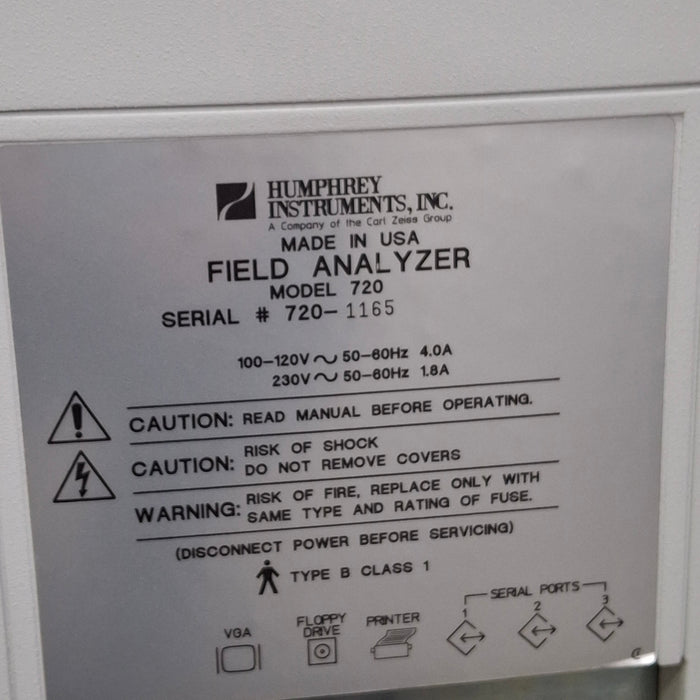 HUMPHREY
INSTRUMENTS, INC.
A Company of the Carl Zeiss Group
MADE IN USA
FIELD ANALYZER
MODEL 720
SERIAL # 720-1165
100-120V ~ 50-60Hz 4.0A
230V ~ 50-60Hz 1.8A
CAUTION: READ MANUAL BEFORE OPERATING.
CAUTION: RISK OF SHOCK
DO NOT REMOVE COVERS
WARNING: RISK OF FIRE, REPLACE ONLY WITH
SAME TYPE AND RATING OF FUSE.
(DISCONNECT POWER BEFORE SERVICING)
TYPE B CLASS 1
VGA
FLOPPY
DRIVE
PRINTER
SERIAL PORTS
1 2 3